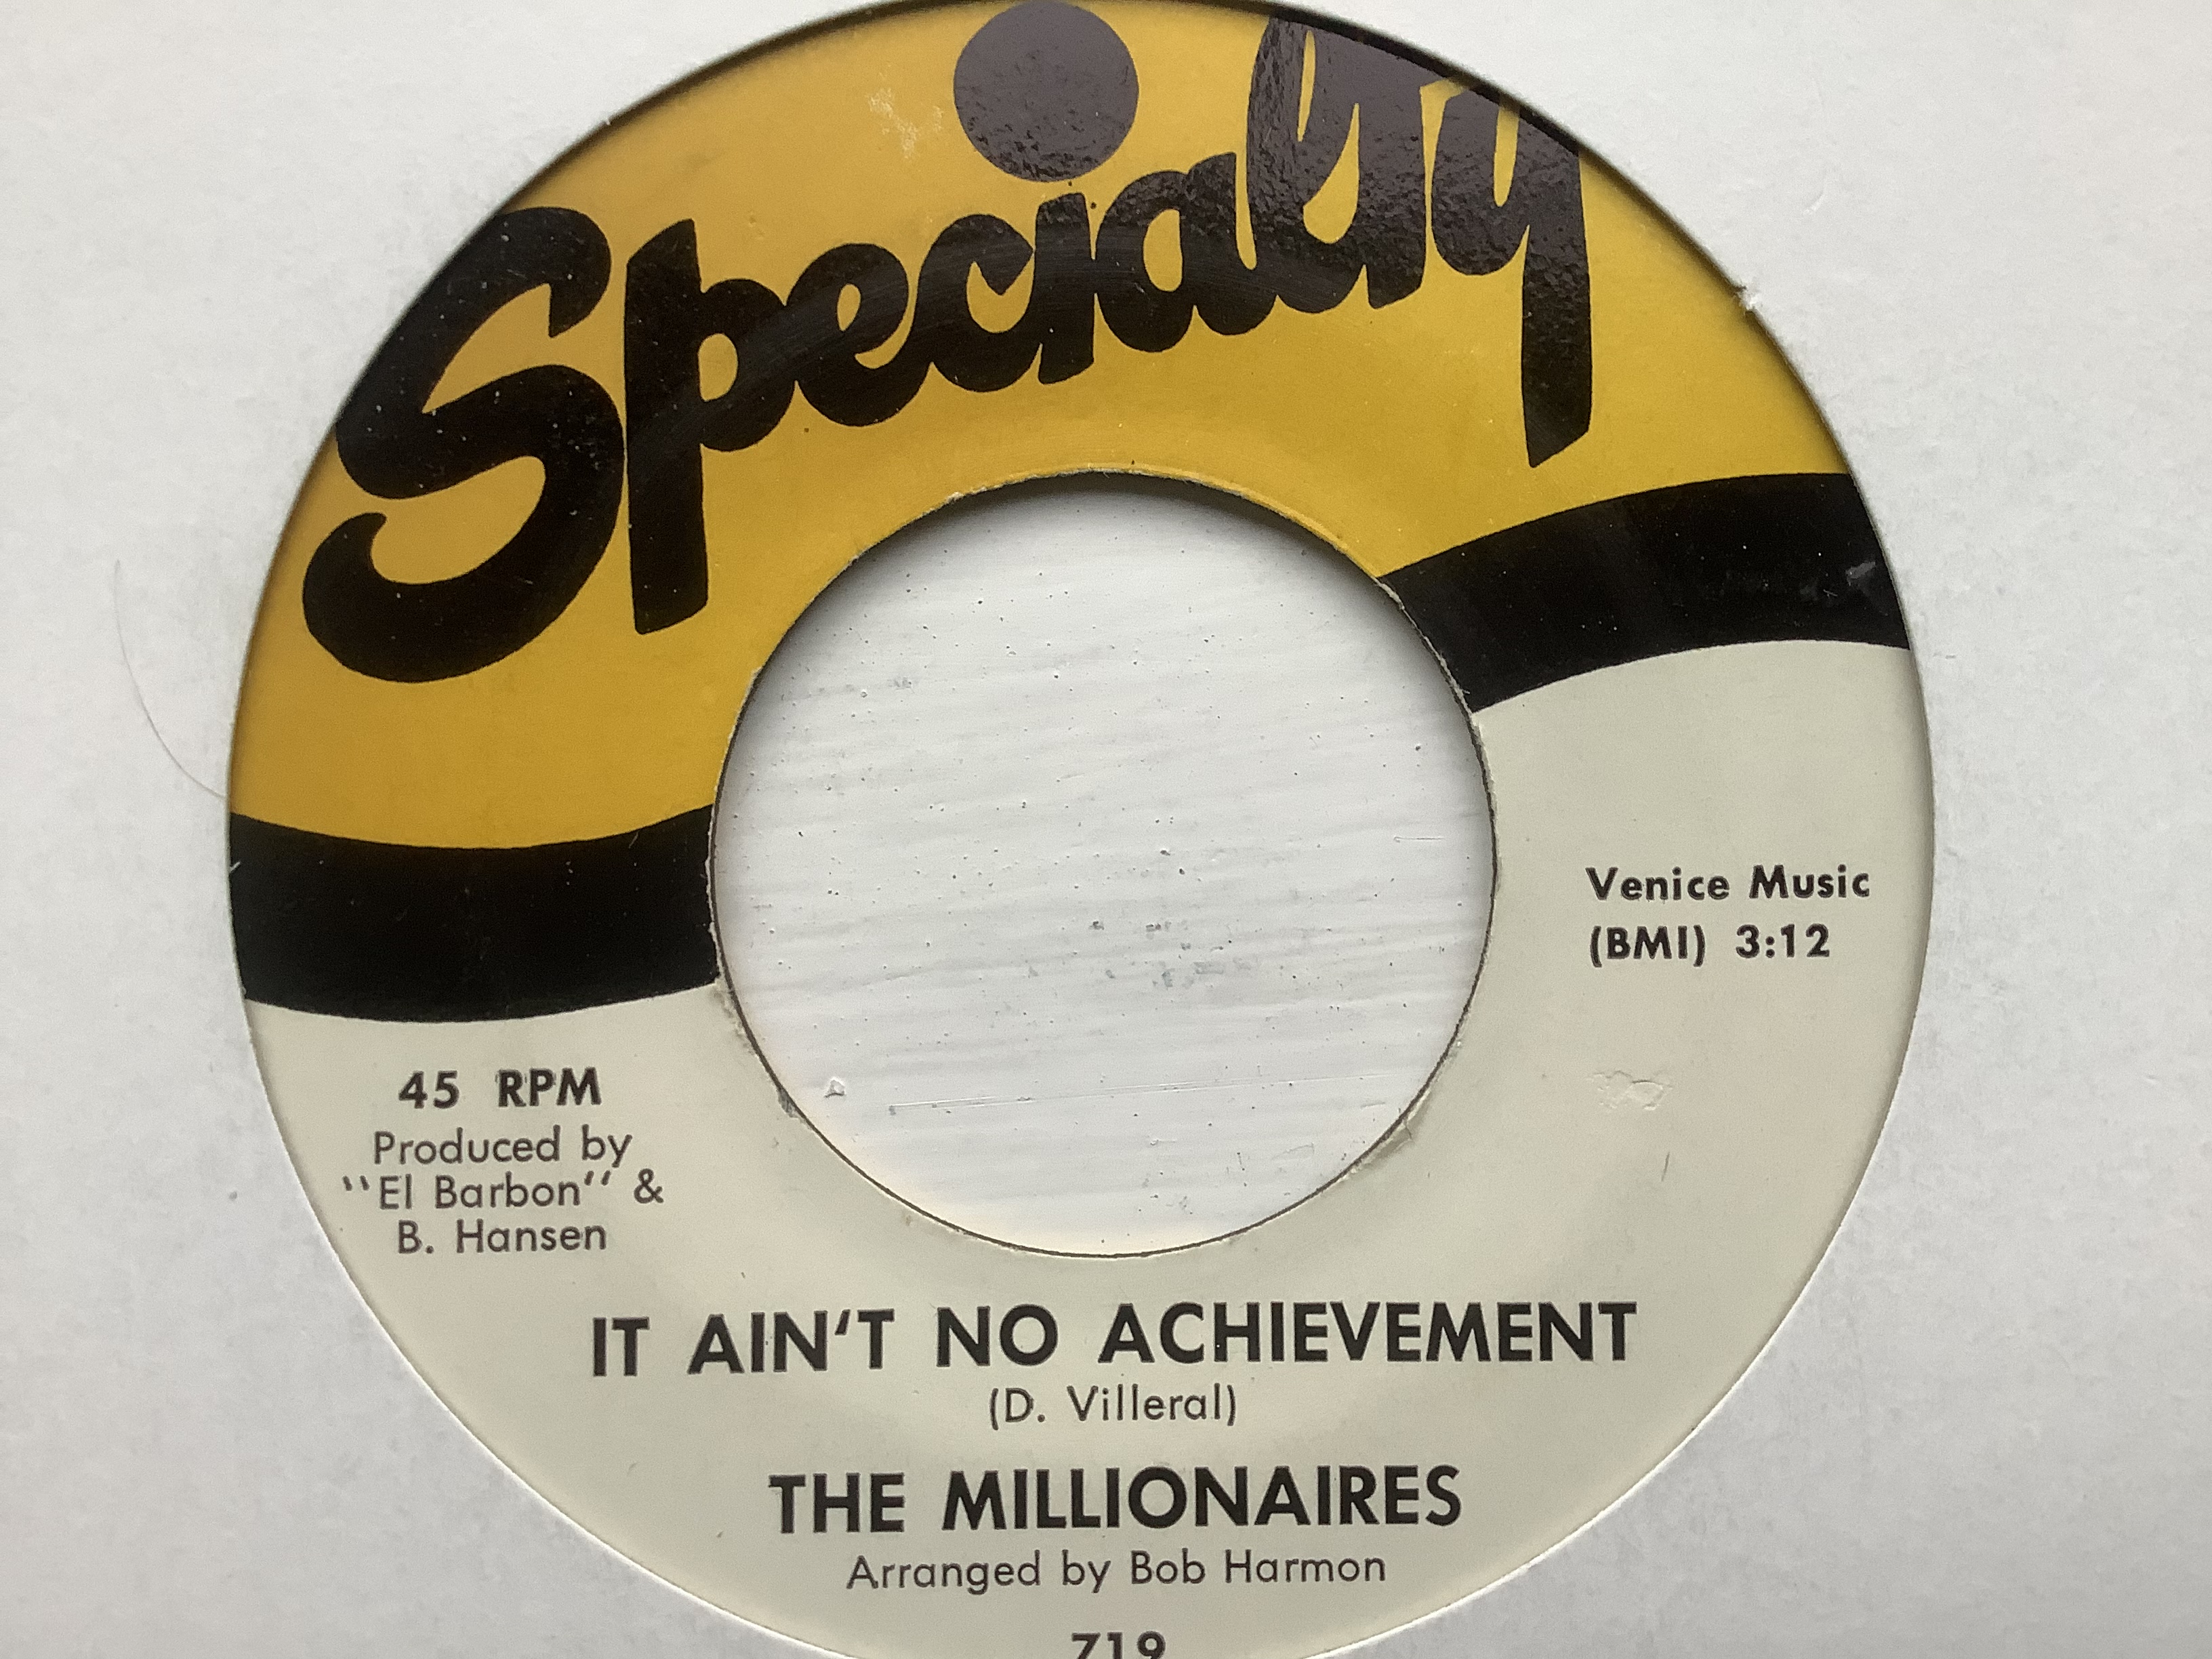 Specialty
Venice Music
(BMI) 3:12
45 RPM
Produced by
"El Barbon" &
B. Hansen
IT AIN'T NO ACHIEVEMENT
(D. Villeral)
THE MILLIONAIRES
Arranged by Bob Harmon
719